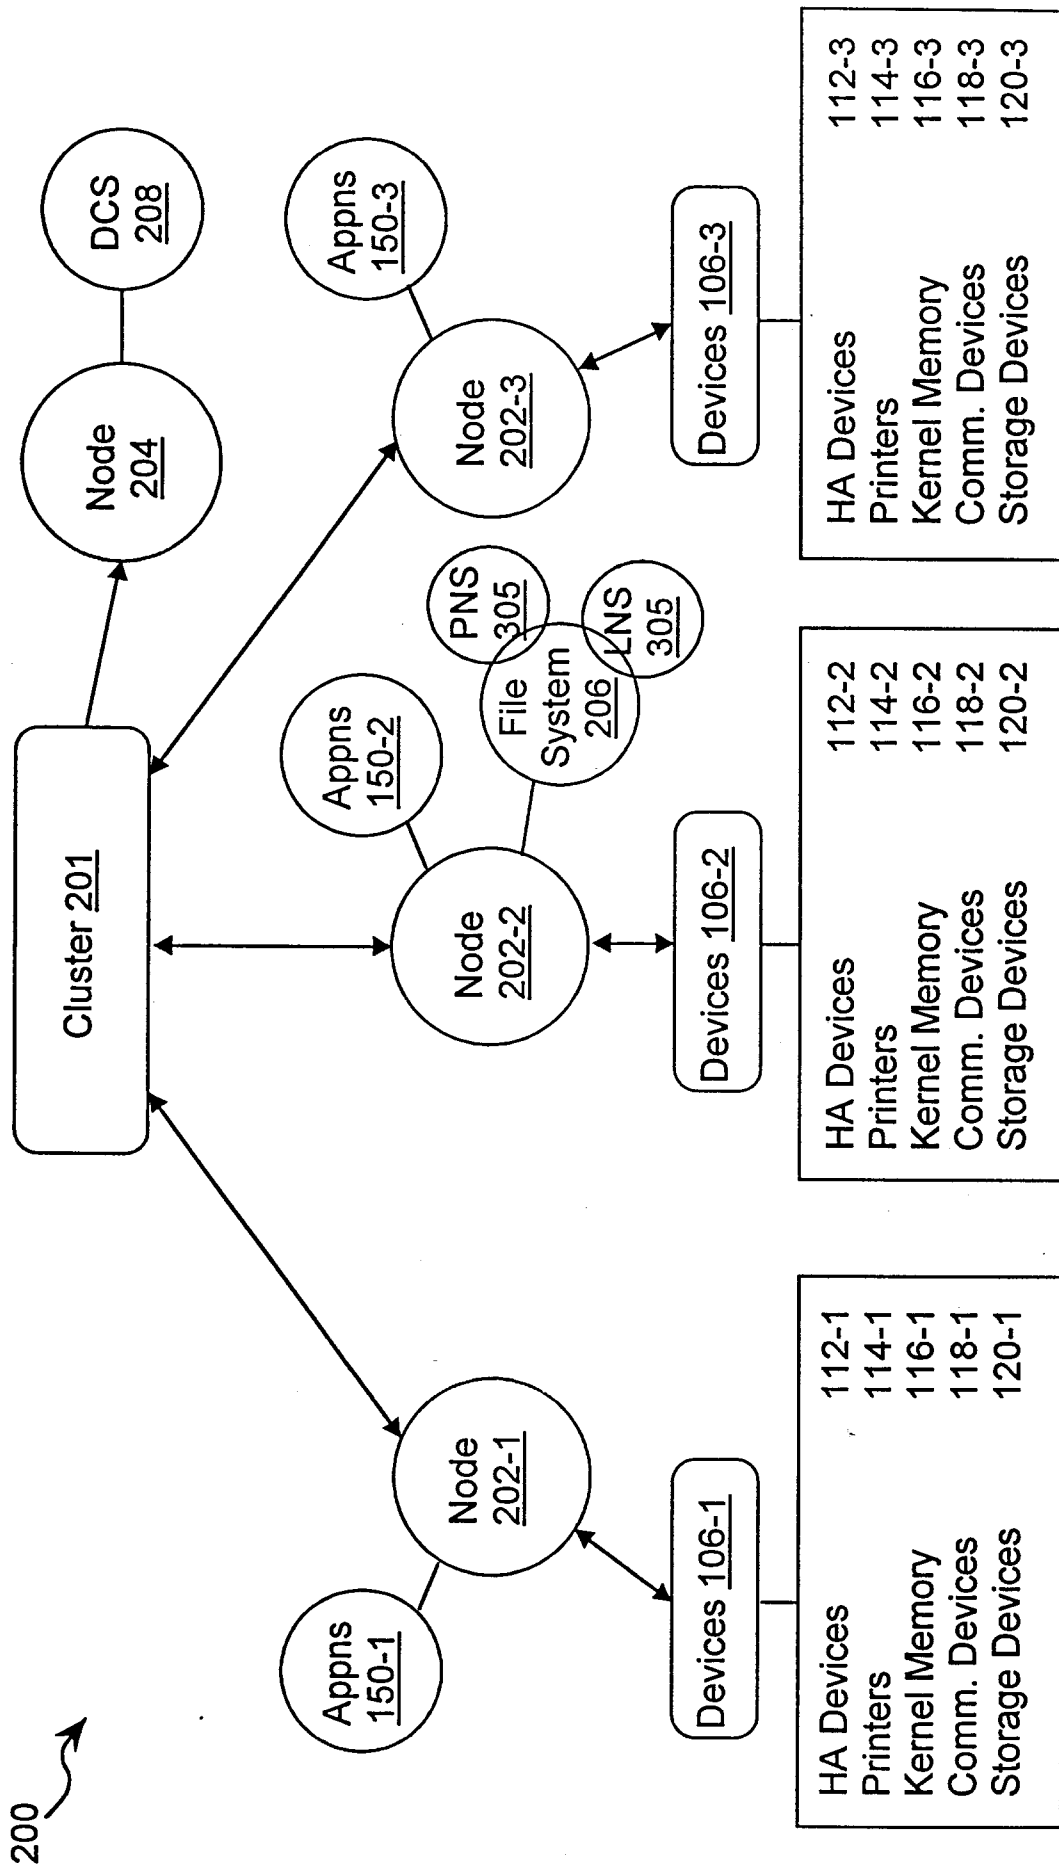 200
Cluster 201
Node
204
DCS
208
Appns
150-1
Node
202-1
Appns
150-2
Node
202-2
File
System
206
PNS
305
LNS
305
Appns
150-3
Node
202-3
Devices 106-1
Devices 106-2
Devices 106-3
HA Devices 112-1
Printers 114-1
Kernel Memory 116-1
Comm. Devices 118-1
Storage Devices 120-1
HA Devices 112-2
Printers 114-2
Kernel Memory 116-2
Comm. Devices 118-2
Storage Devices 120-2
HA Devices 112-3
Printers 114-3
Kernel Memory 116-3
Comm. Devices 118-3
Storage Devices 120-3